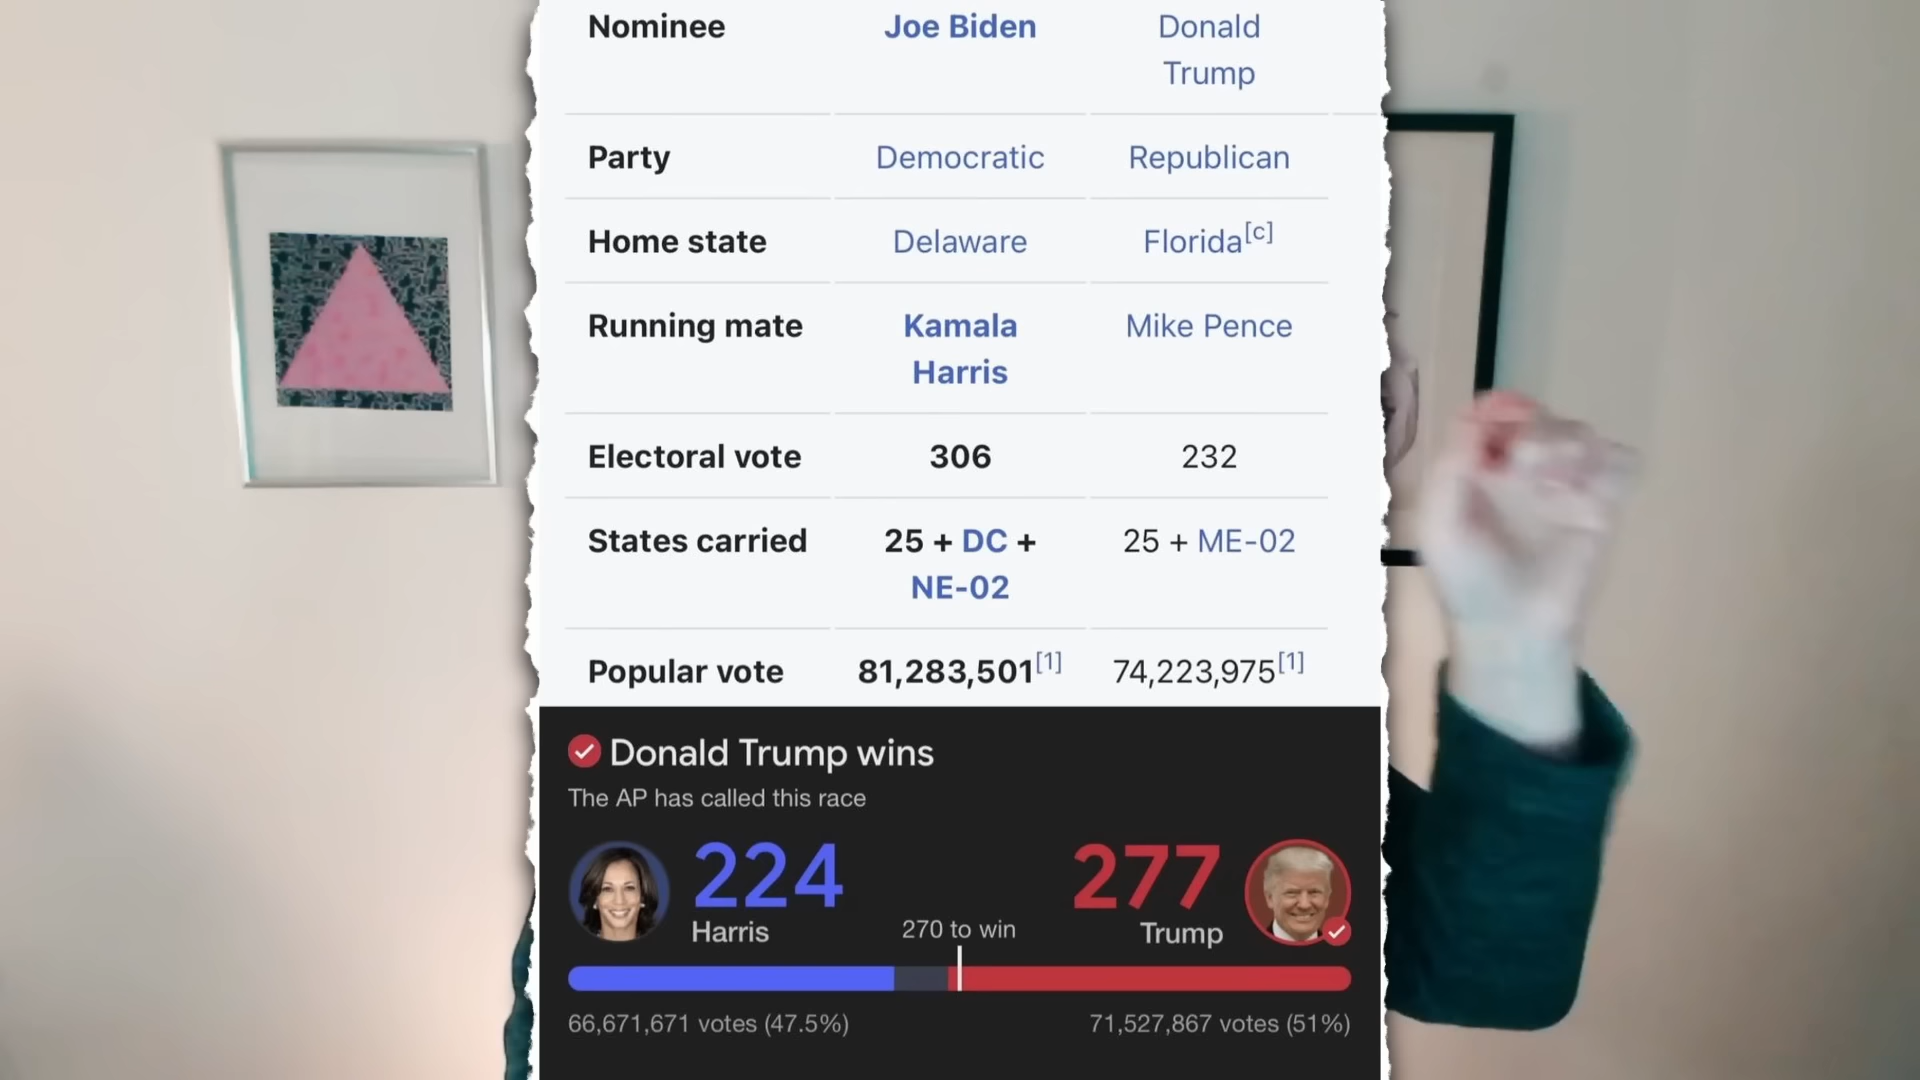 Nominee Joe Biden Donald
Trump
Party Democratic Republican
Home state Delaware Florida[c]
Running mate Kamala Mike Pence
Harris
Electoral vote 306 232
States carried 25 + DC + 25 + ME-02
NE-02
Popular vote 81,283,501[1] 74,223,975[1]
Donald Trump wins
The AP has called this race
224 277
Harris 270 to win Trump
66,671,671 votes (47.5%) 71,527,867 votes (51%)